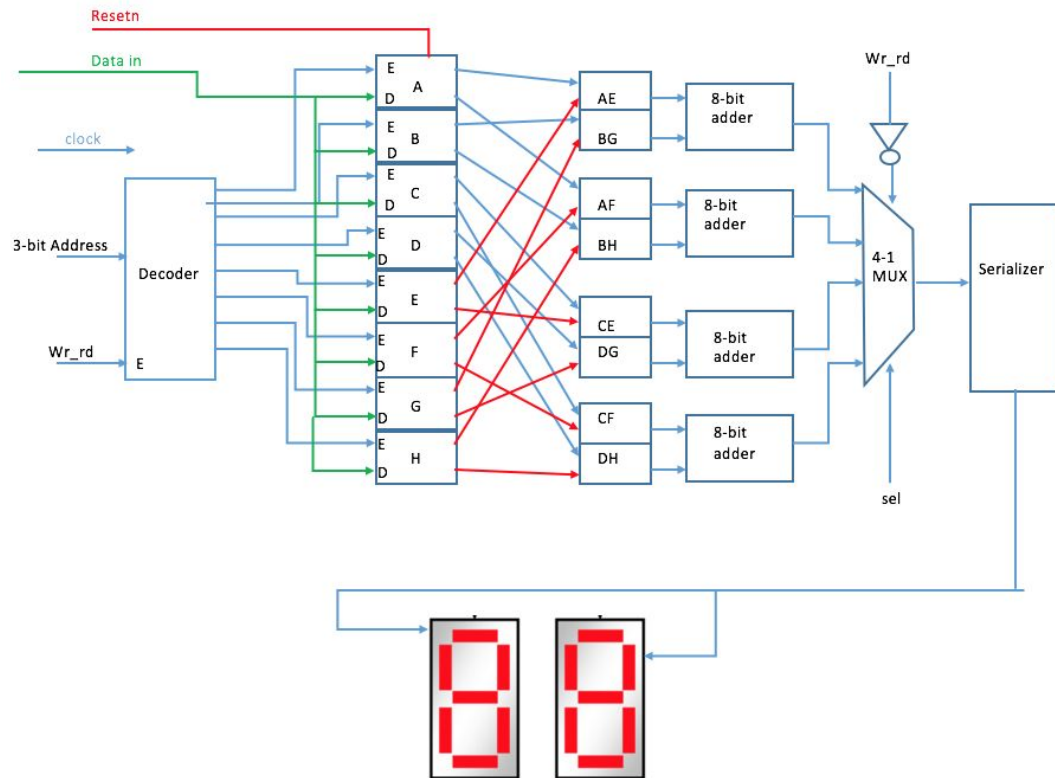 Resetn
Data in
clock
3-bit Address
Wr_rd
Decoder
E
E
A
D
E
B
D
E
C
D
E
D
D
E
E
D
E
F
D
E
G
D
E
H
D
AE
BG
AF
BH
CE
DG
CF
DH
8-bit
adder
8-bit
adder
8-bit
adder
8-bit
adder
Wr_rd
4-1
MUX
sel
Serializer
88